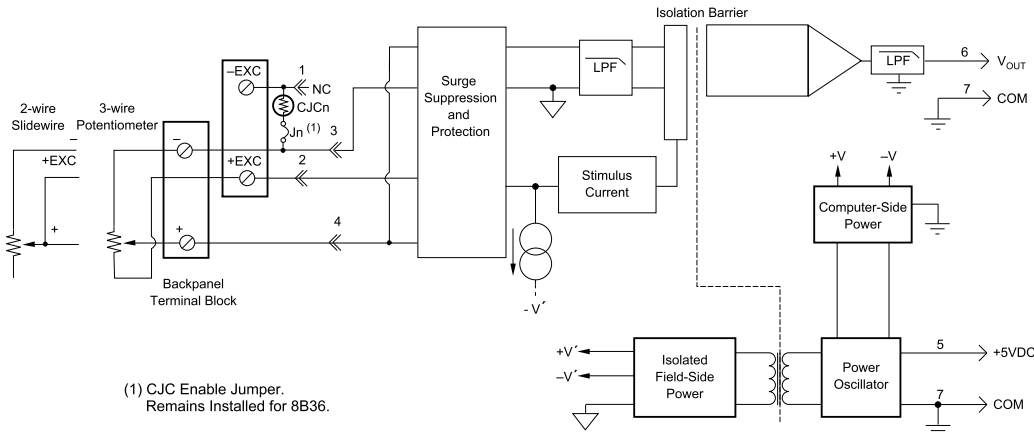 Isolation Barrier
–EXC
1
NC
CJCn
Jn (1)
3
2-wire
Slidewire
3-wire
Potentiometer
–
+EXC
–
+EXC
2
+
+
4
Backpanel
Terminal Block
Surge
Suppression
and
Protection
LPF
Stimulus
Current
- V´
LPF
6
VOUT
7
COM
+V
–V
Computer-Side
Power
+V´
–V´
Isolated
Field-Side
Power
Power
Oscillator
5
+5VDC
7
COM
(1) CJC Enable Jumper.
Remains Installed for 8B36.